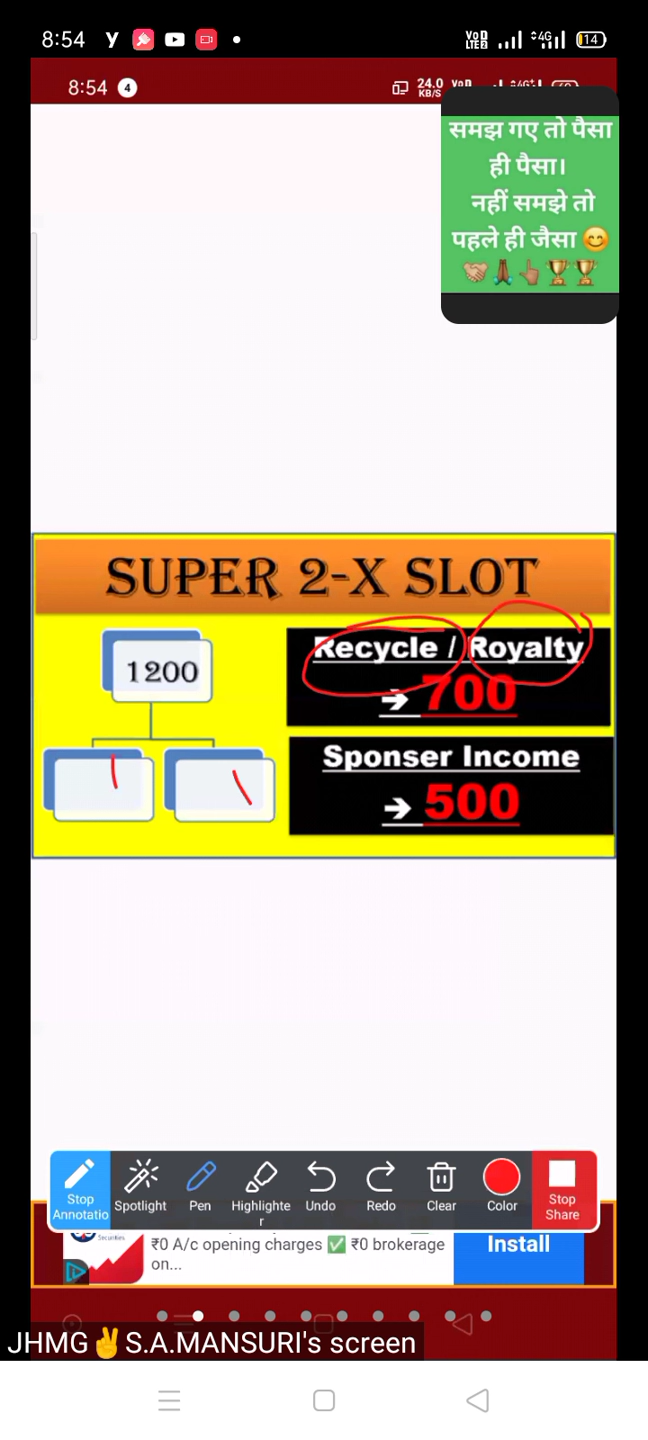 8:54
14
8:54 4
24.0
KB/S
समझ गए तो पैसा
ही पैसा।
नहीं समझे तो
पहले ही जैसा 😊
🤝🏽🙏🏾👆🏽🏆🏆
SUPER 2-X SLOT
1200
Recycle / Royalty
➔ 700
Sponser Income
➔ 500
Stop
Annotatio
Spotlight
Pen
Highlighte
r
Undo
Redo
Clear
Color
Stop
Share
₹0 A/c opening charges ✅ ₹0 brokerage
on...
Install
JHMG✌️S.A.MANSURI's screen